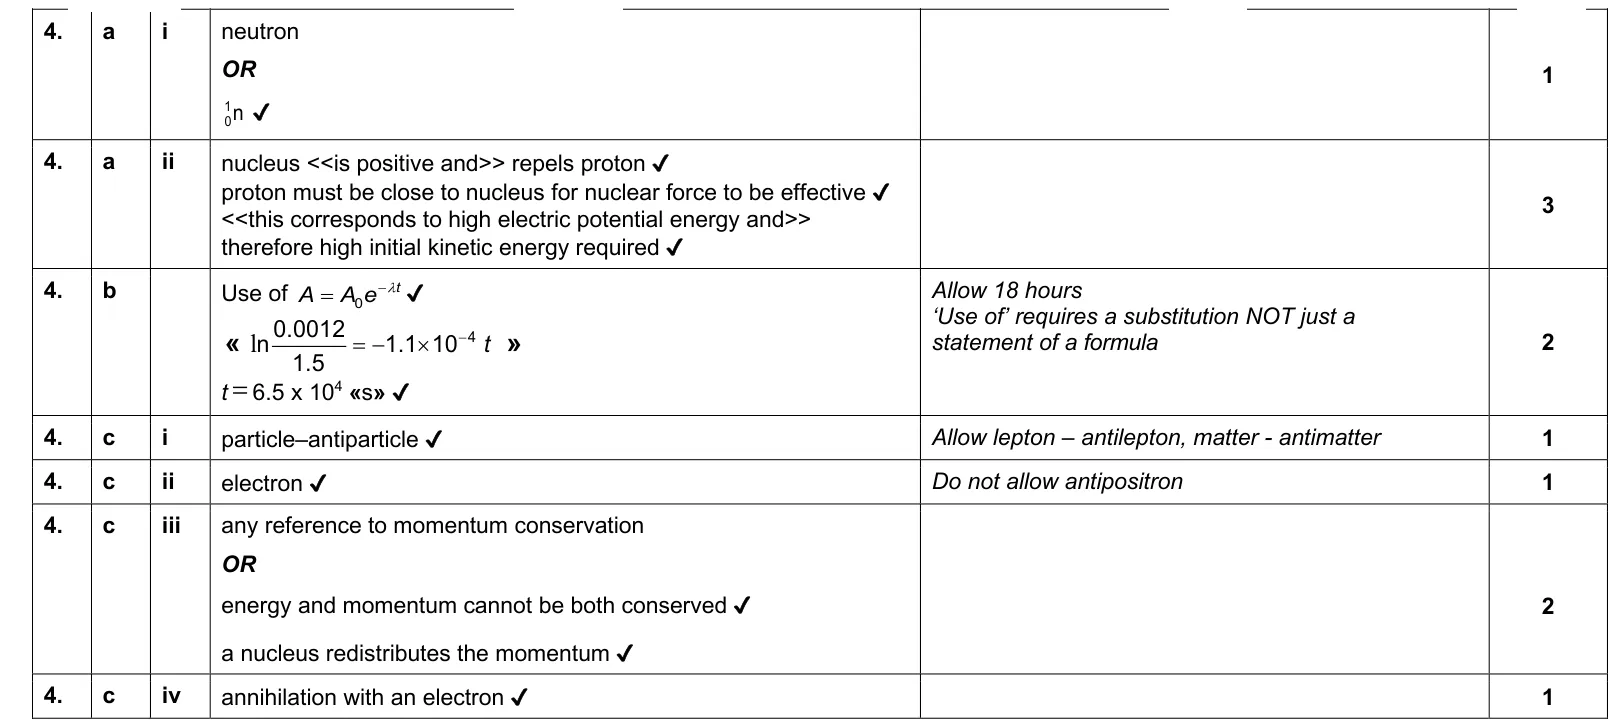 4. a i neutron
OR
¹₀n ✔
1
4. a ii nucleus <<is positive and>> repels proton ✔
proton must be close to nucleus for nuclear force to be effective ✔
<<this corresponds to high electric potential energy and>>
therefore high initial kinetic energy required ✔
3
4. b Use of A = A₀e^−λt ✔
« ln 0.0012/1.5 = −1.1×10⁻⁴ t »
t = 6.5 x 10⁴ «s» ✔
Allow 18 hours
‘Use of’ requires a substitution NOT just a
statement of a formula
2
4. c i particle–antiparticle ✔ Allow lepton – antilepton, matter - antimatter 1
4. c ii electron ✔ Do not allow antipositron 1
4. c iii any reference to momentum conservation
OR
energy and momentum cannot be both conserved ✔
a nucleus redistributes the momentum ✔
2
4. c iv annihilation with an electron ✔ 1